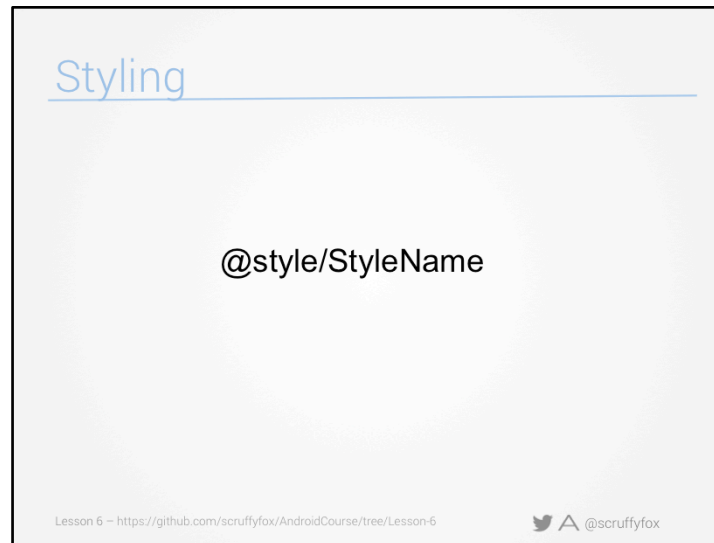 Styling
@style/StyleName
Lesson 6 – https://github.com/scruffyfox/AndroidCourse/tree/Lesson-6
@scruffyfox